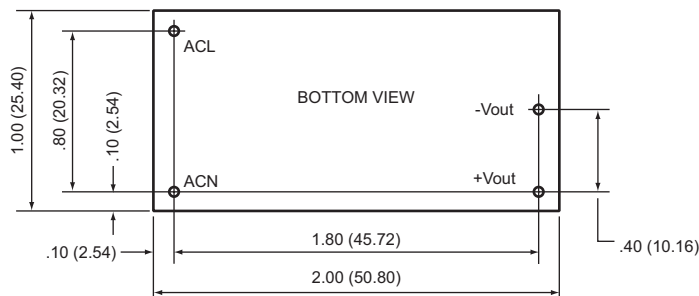 ACL
BOTTOM VIEW
-Vout
ACN
+Vout
1.00 (25.40)
.80 (20.32)
.10 (2.54)
.10 (2.54)
1.80 (45.72)
.40 (10.16)
2.00 (50.80)